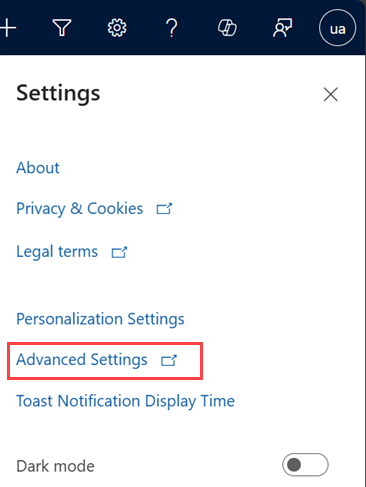 ua
Settings
About
Privacy & Cookies
Legal terms
Personalization Settings
Advanced Settings
Toast Notification Display Time
Dark mode